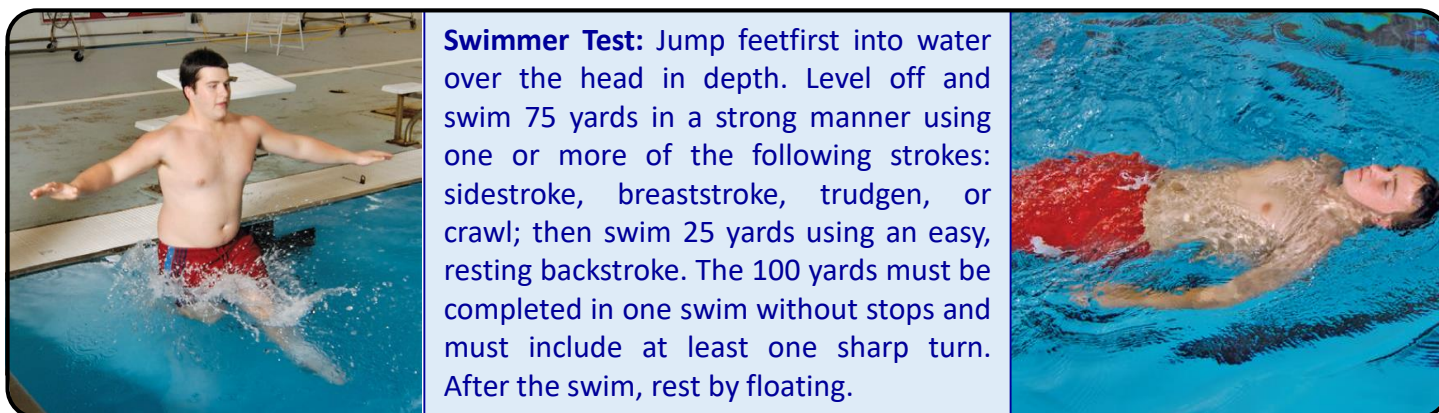 Swimmer Test: Jump feetfirst into water
over the head in depth. Level off and
swim 75 yards in a strong manner using
one or more of the following strokes:
sidestroke, breaststroke, trudgen, or
crawl; then swim 25 yards using an easy,
resting backstroke. The 100 yards must be
completed in one swim without stops and
must include at least one sharp turn.
After the swim, rest by floating.